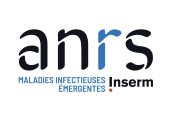 anrs
MALADIES INFECTIEUSES
ÉMERGENTES
Inserm